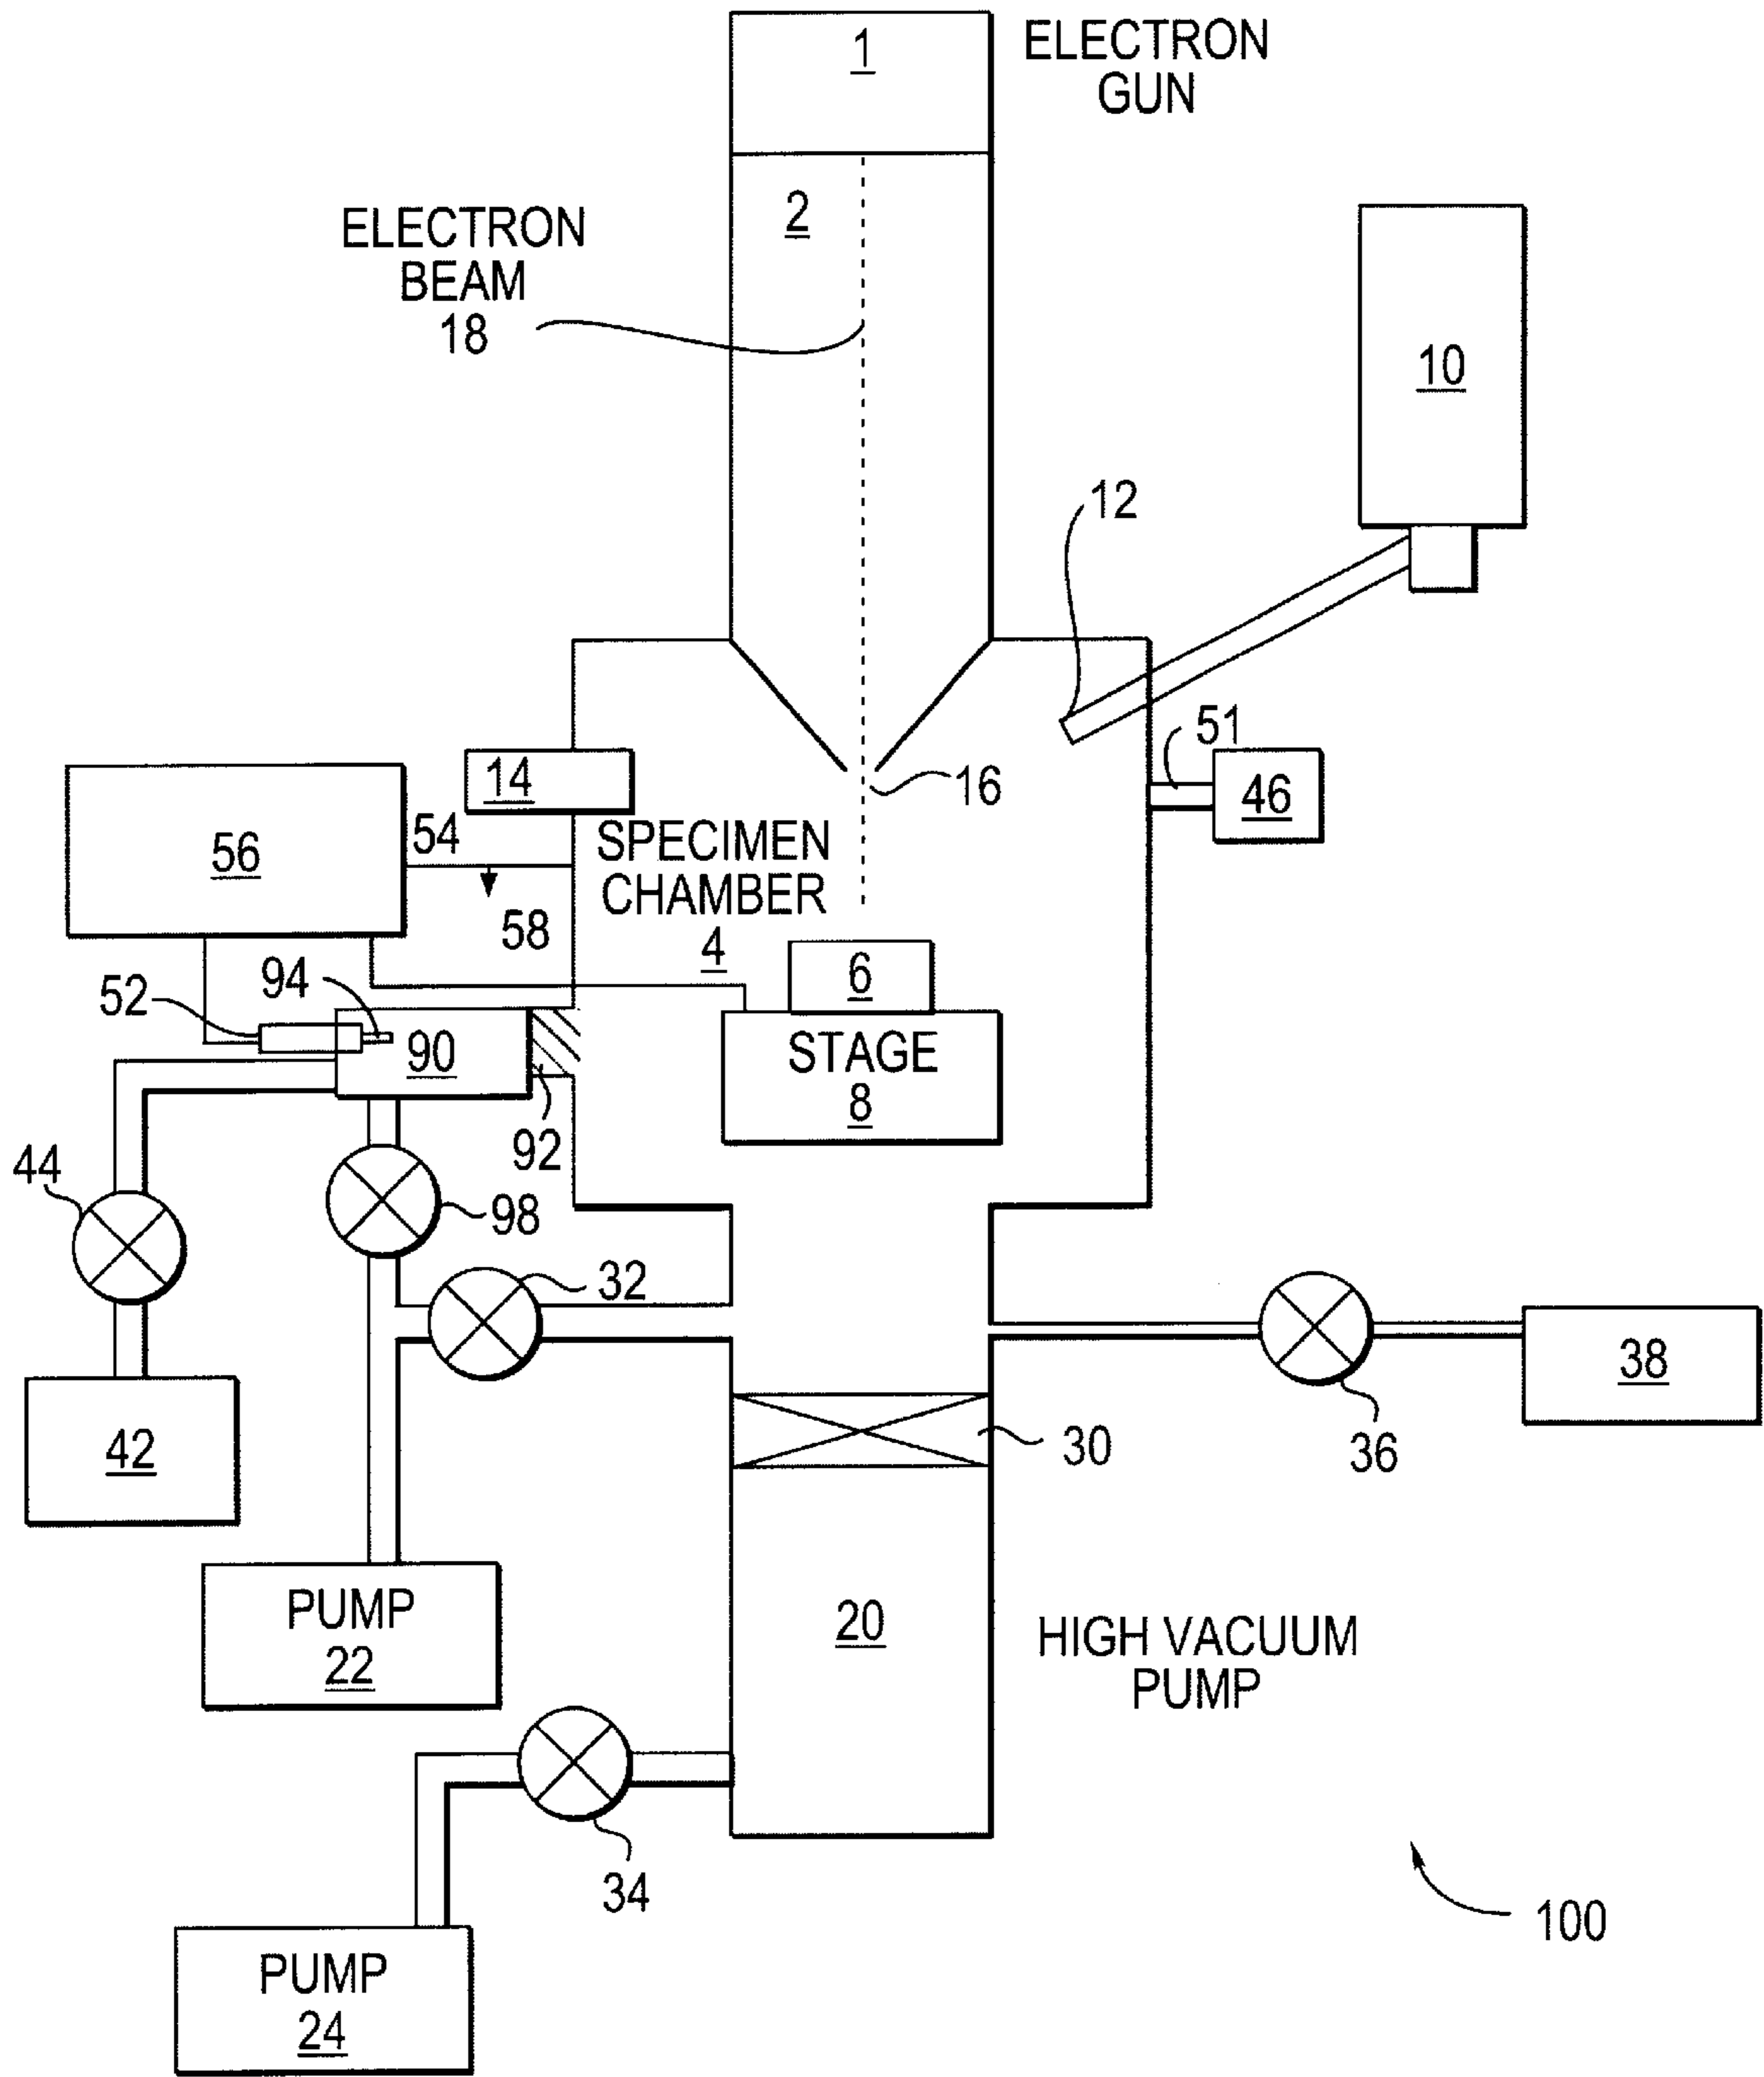 1
ELECTRON
GUN
2
ELECTRON
BEAM
18
10
12
14
16
51
46
56
54
58
SPECIMEN
CHAMBER
4
6
STAGE
8
52
94
90
92
44
98
32
42
36
38
30
PUMP
22
20
HIGH VACUUM
PUMP
34
100
PUMP
24